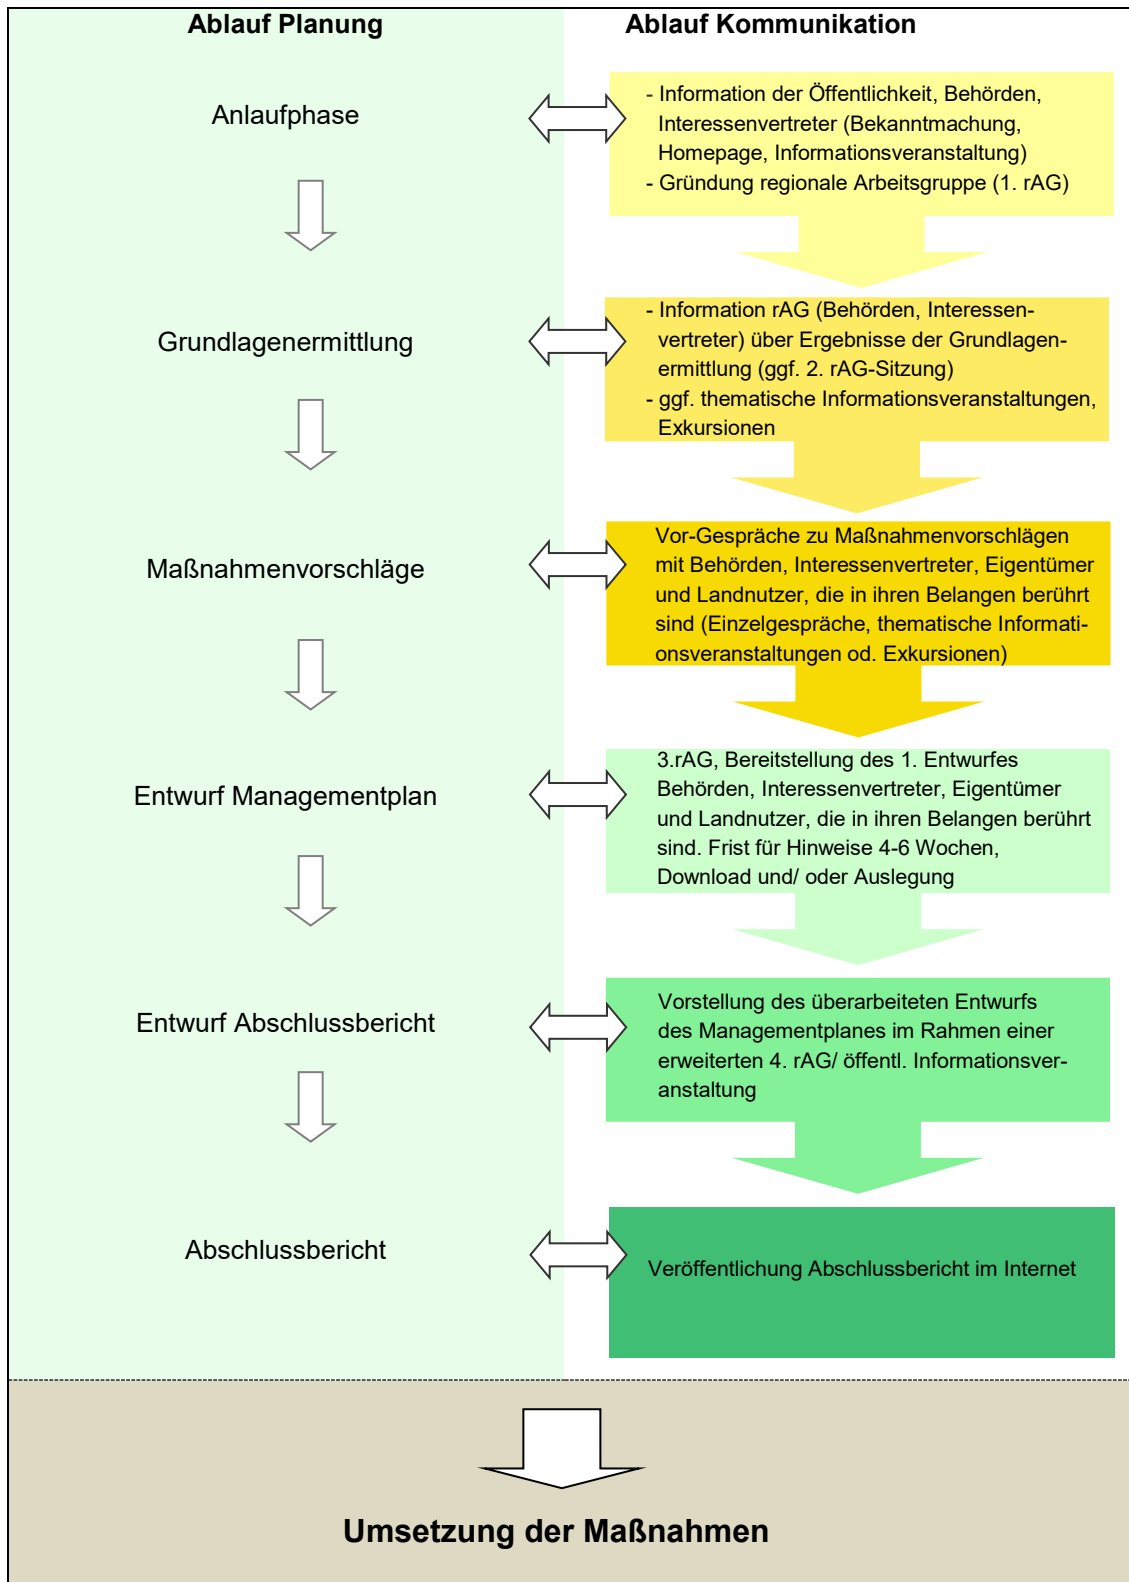 Ablauf Planung
Ablauf Kommunikation
Anlaufphase
- Information der Öffentlichkeit, Behörden,
Interessenvertreter (Bekanntmachung,
Homepage, Informationsveranstaltung)
- Gründung regionale Arbeitsgruppe (1. rAG)
Grundlagenermittlung
- Information rAG (Behörden, Interessen-
vertreter) über Ergebnisse der Grundlagen-
ermittlung (ggf. 2. rAG-Sitzung)
- ggf. thematische Informationsveranstaltungen,
Exkursionen
Maßnahmenvorschläge
Vor-Gespräche zu Maßnahmenvorschlägen
mit Behörden, Interessenvertreter, Eigentümer
und Landnutzer, die in ihren Belangen berührt
sind (Einzelgespräche, thematische Informati-
onsveranstaltungen od. Exkursionen)
Entwurf Managementplan
3.rAG, Bereitstellung des 1. Entwurfes
Behörden, Interessenvertreter, Eigentümer
und Landnutzer, die in ihren Belangen berührt
sind. Frist für Hinweise 4-6 Wochen,
Download und/ oder Auslegung
Entwurf Abschlussbericht
Vorstellung des überarbeiteten Entwurfs
des Managementplanes im Rahmen einer
erweiterten 4. rAG/ öffentl. Informationsver-
anstaltung
Abschlussbericht
Veröffentlichung Abschlussbericht im Internet
Umsetzung der Maßnahmen